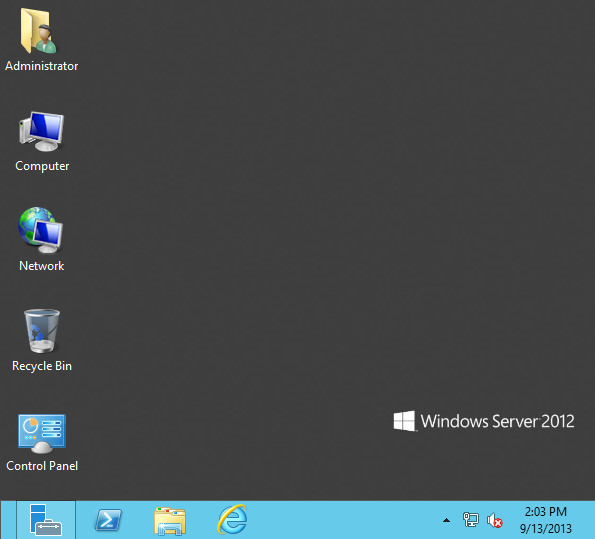 Administrator
Computer
Network
Recycle Bin
Windows Server 2012
Control Panel
2:03 PM
9/13/2013